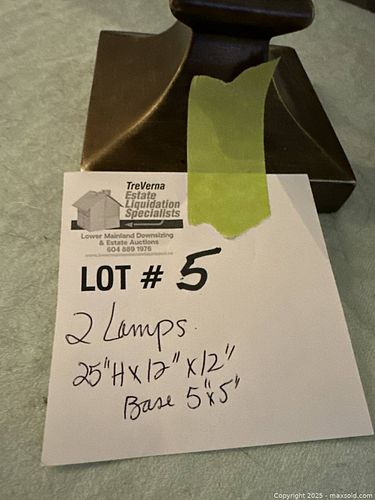 TreVerna
Estate
Liquidation
Specialists
Lower Mainland Downsizing
& Estate Auctions
604 889 1976
LOT # 5
2 Lamps.
25"H x 12" x 12"
Base 5"x5"
Copyright 2025 - maxsold.com